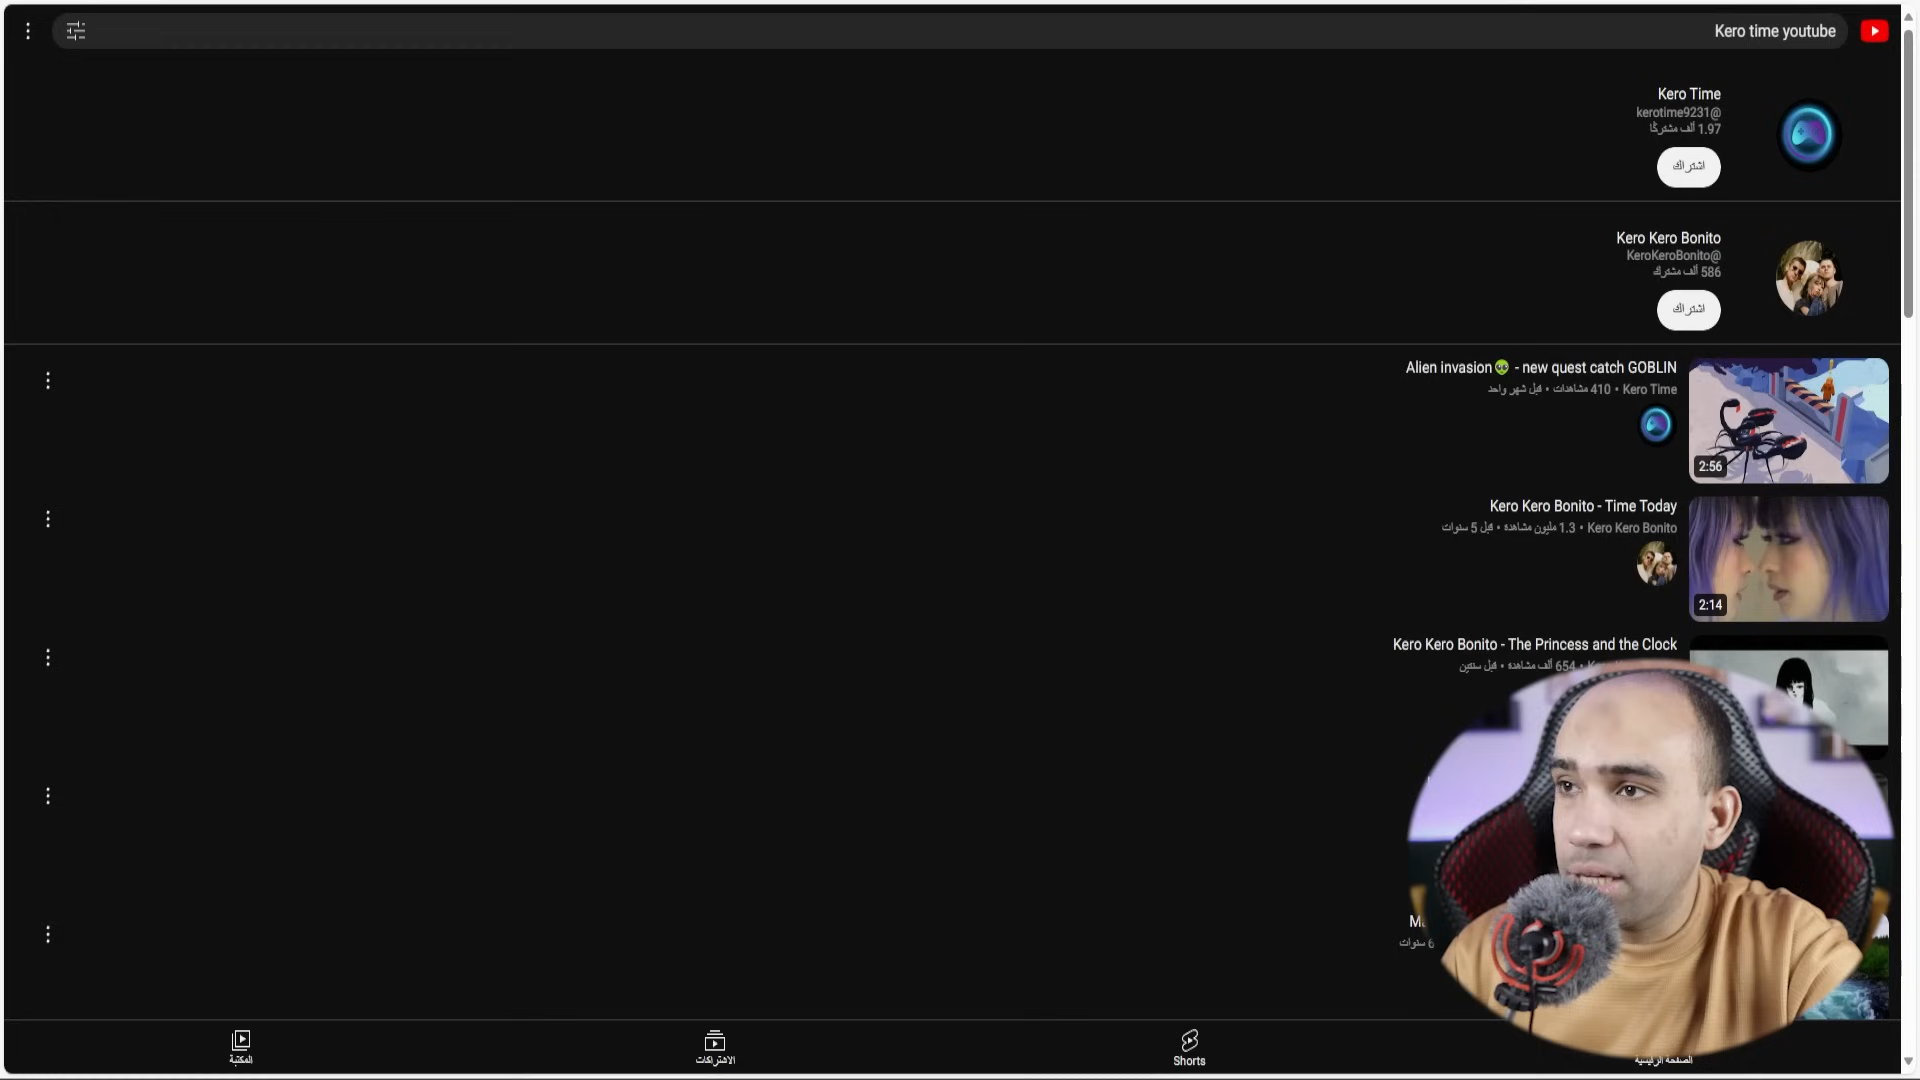 Kero time youtube
Kero Time
@kerotime9231
1.97 ألف مشتركًا
اشتراك
Kero Kero Bonito
@KeroKeroBonito
586 ألف مشترك
اشتراك
Alien invasion👽 - new quest catch GOBLIN
Kero Time • 410 مشاهدات • قبل شهر واحد
2:56
Kero Kero Bonito - Time Today
Kero Kero Bonito • 1.3 مليون مشاهدة • قبل 5 سنوات
2:14
Kero Kero Bonito - The Princess and the Clock
654 ألف مشاهدة • قبل سنتين
6 سنوات
الصفحة الرئيسية
Shorts
الاشتراكات
المكتبة